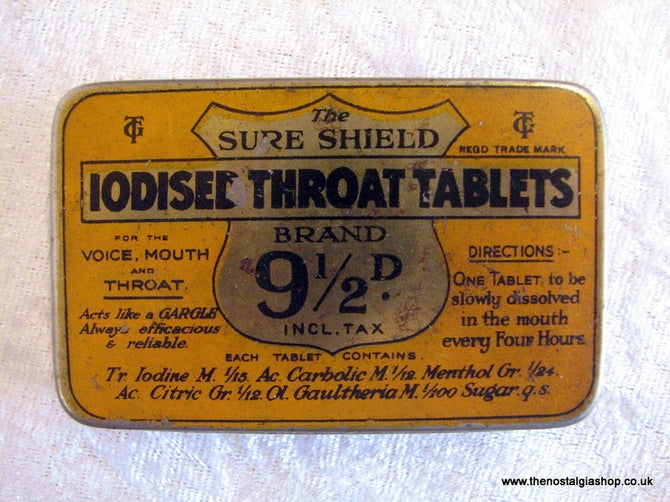 TG
The
TG
SURE SHIELD
REGD TRADE MARK
IODISED THROAT TABLETS
BRAND
9½D.
INCL. TAX
FOR THE
VOICE, MOUTH
AND
THROAT.
Acts like a GARGLE
Always efficacious
& reliable.
DIRECTIONS:-
ONE TABLET to be
slowly dissolved
in the mouth
every Four Hours.
EACH TABLET CONTAINS.
Tr. Iodine M. 1/15. Ac. Carbolic M. 1/12. Menthol Gr. 1/24.
Ac. Citric Gr. 1/12. Ol. Gaultheria M. 1/100 Sugar. q.s.
www.thenostalgiashop.co.uk